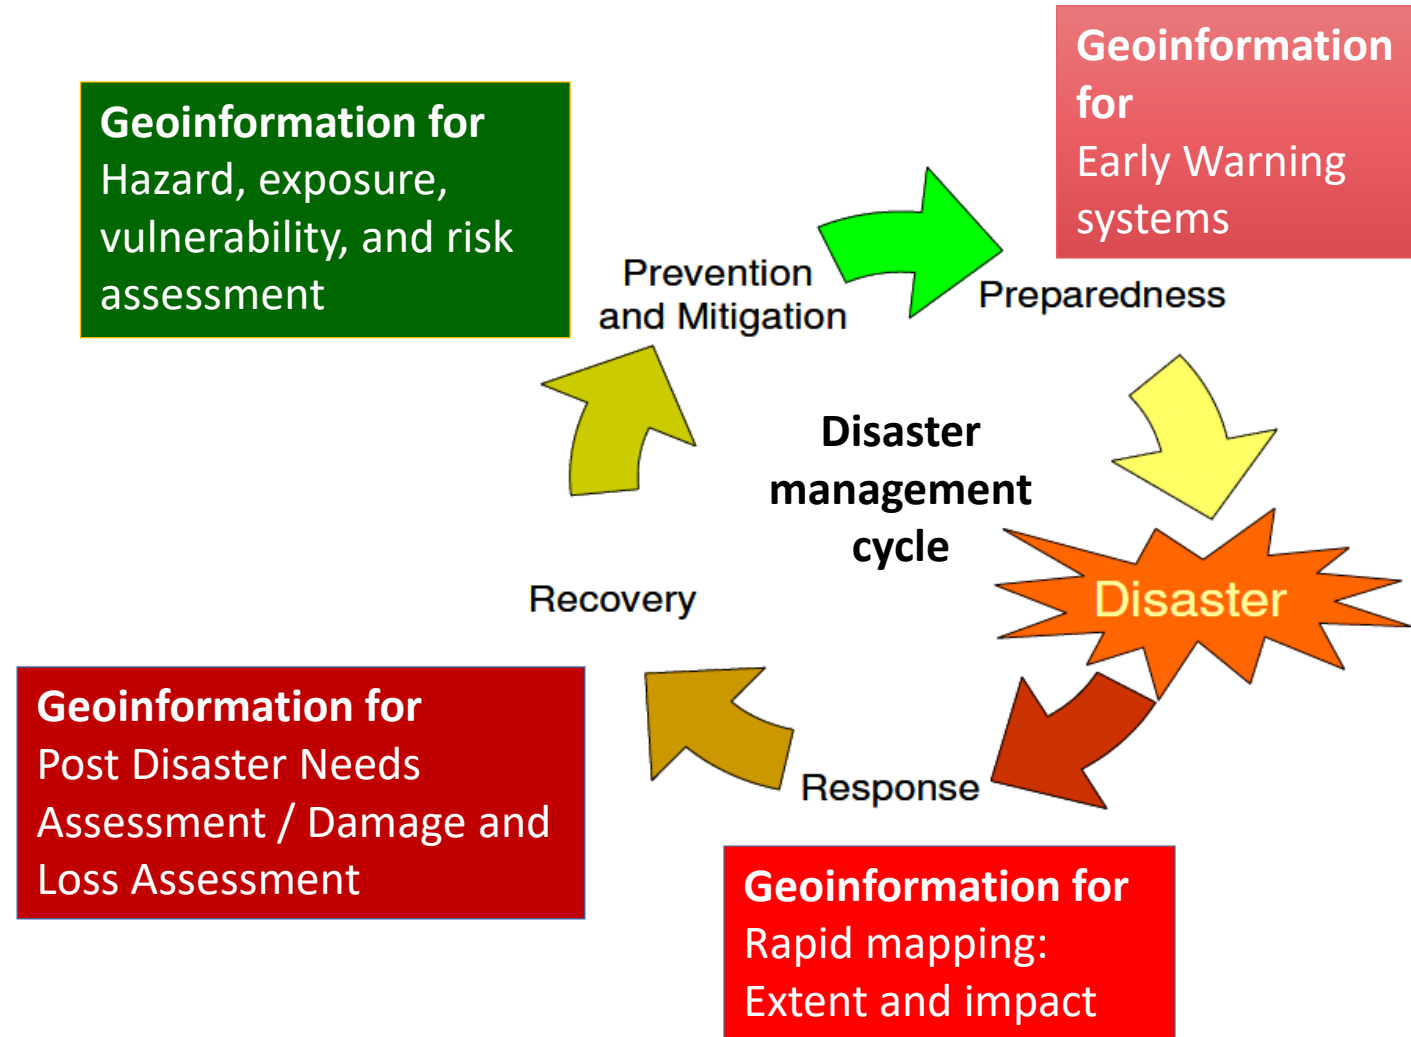 Geoinformation
for
Early Warning
systems
Geoinformation for
Hazard, exposure,
vulnerability, and risk
assessment
Prevention
and Mitigation
Preparedness
Disaster
management
cycle
Disaster
Recovery
Geoinformation for
Post Disaster Needs
Assessment / Damage and
Loss Assessment
Response
Geoinformation for
Rapid mapping:
Extent and impact